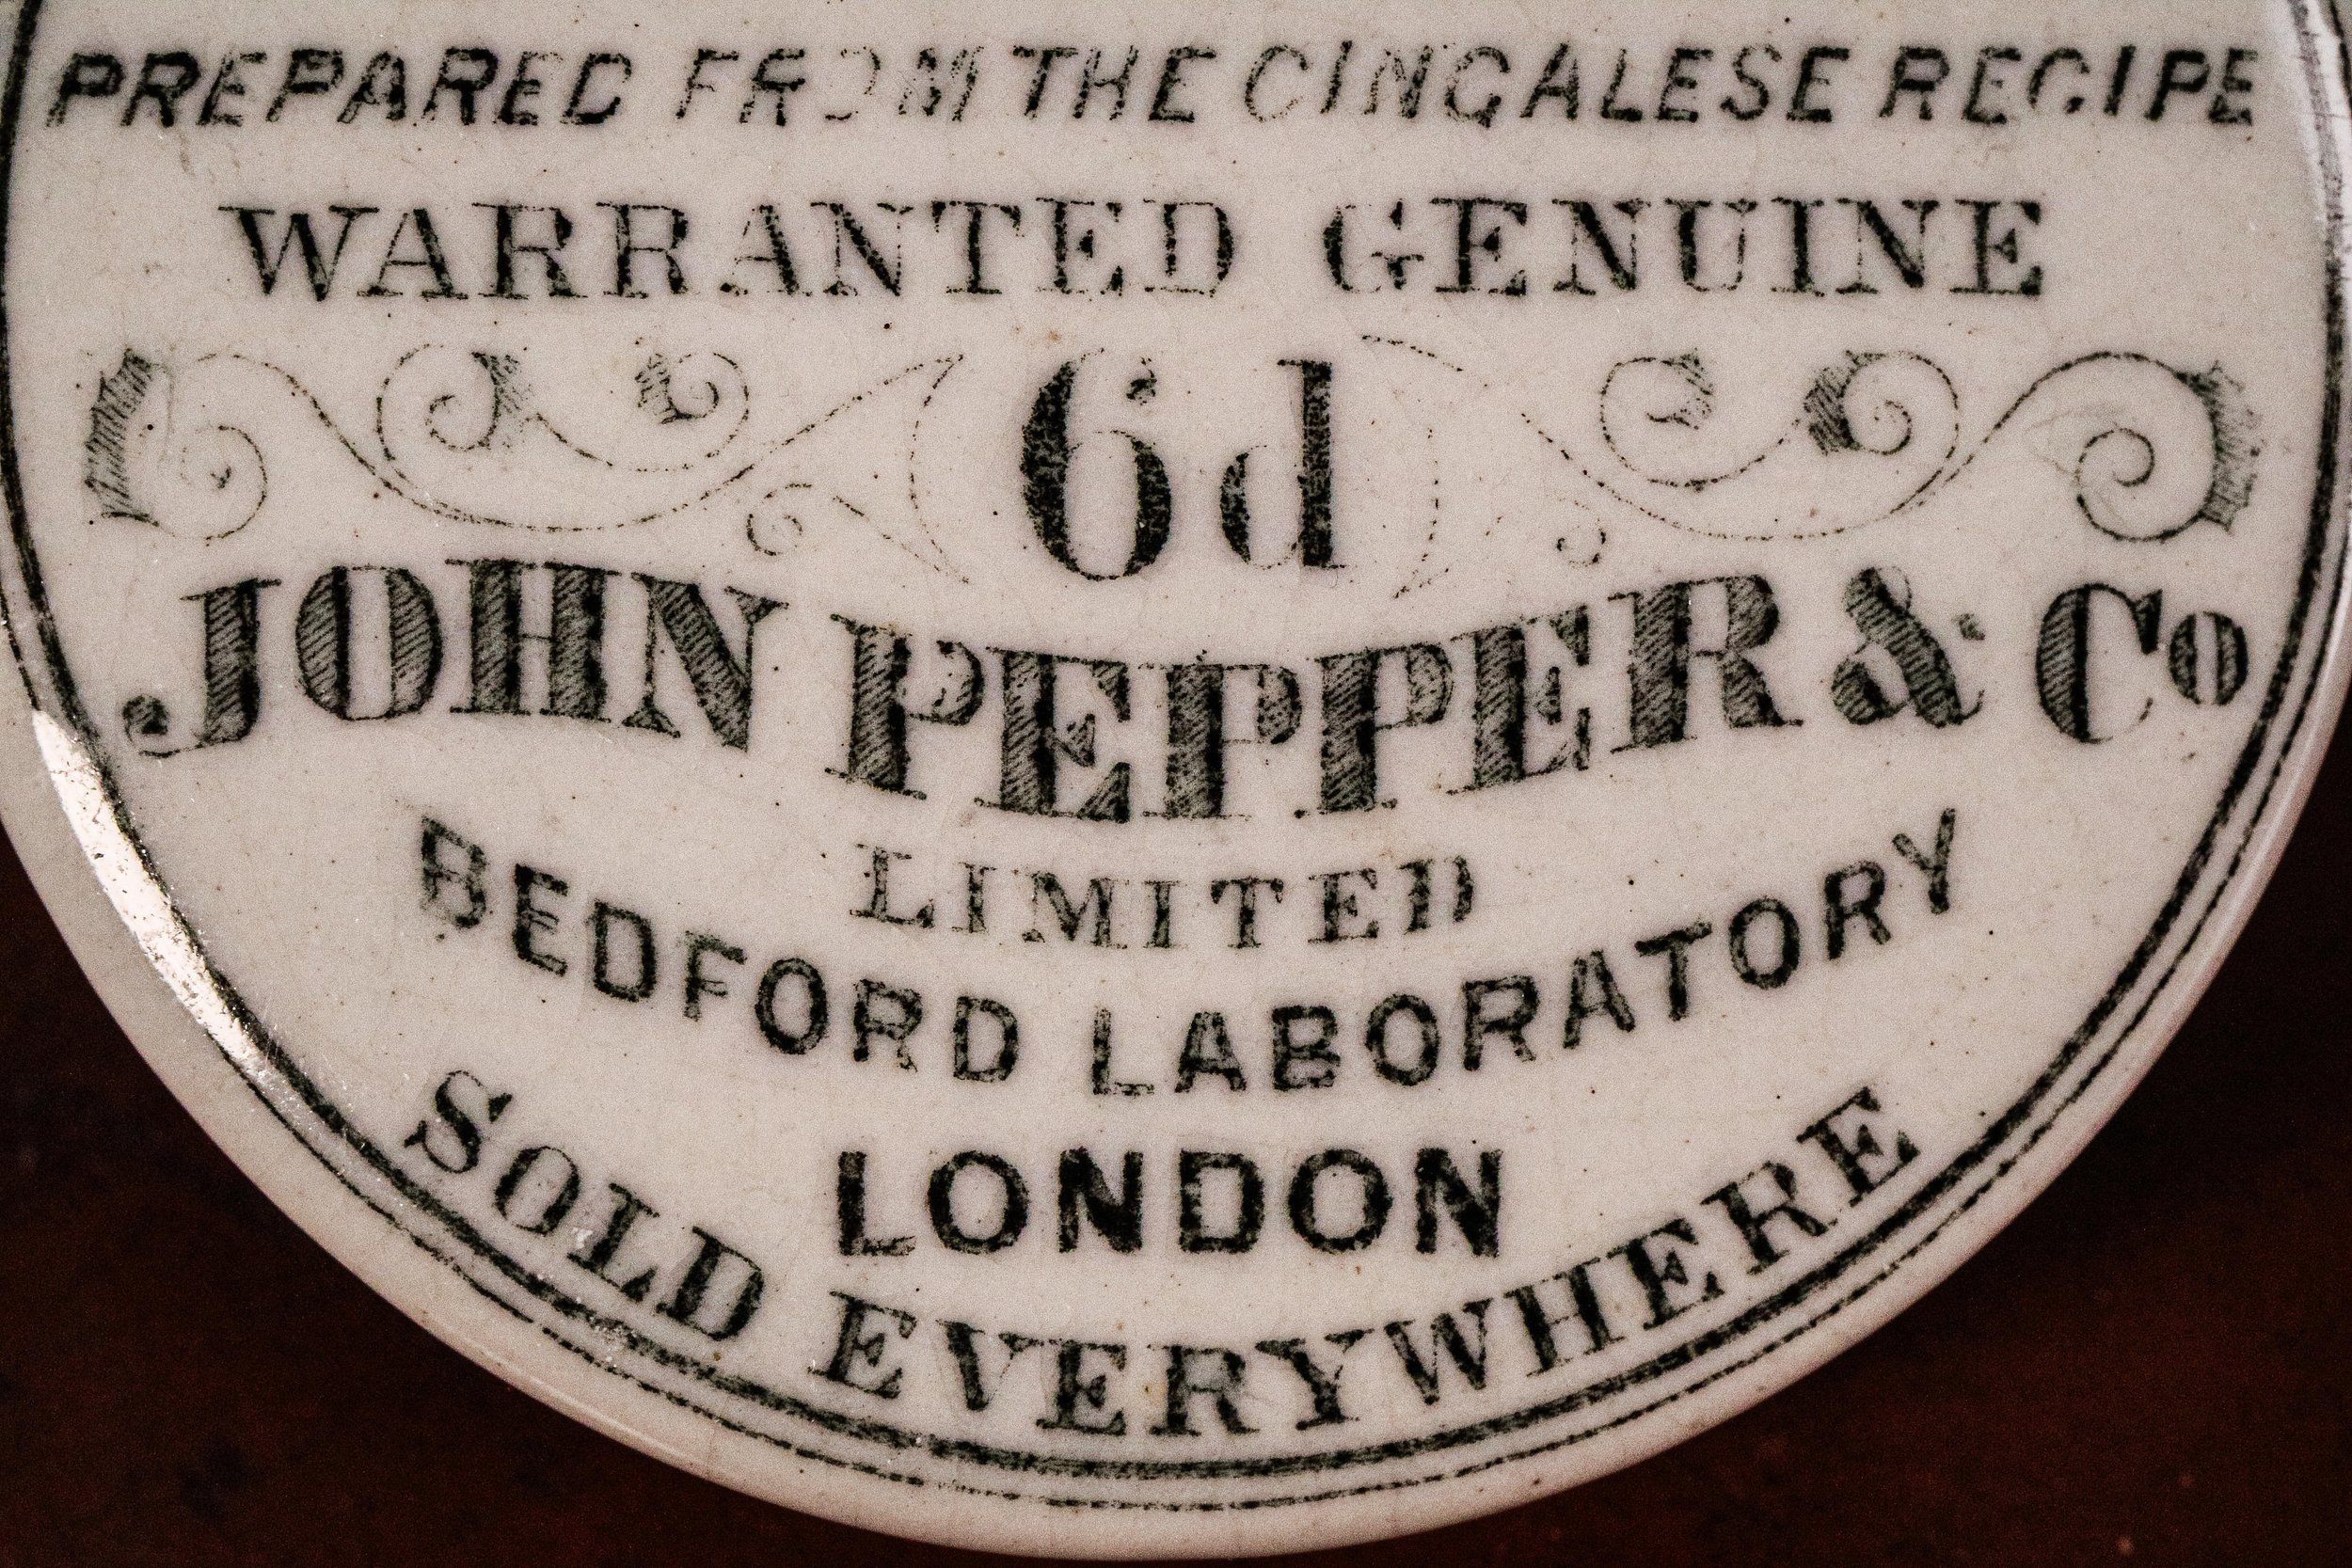 PREPARED FROM THE CINGALESE RECIPE
WARRANTED GENUINE
6d
JOHN PEPPER & Co
LIMITED
BEDFORD LABORATORY
LONDON
SOLD EVERYWHERE